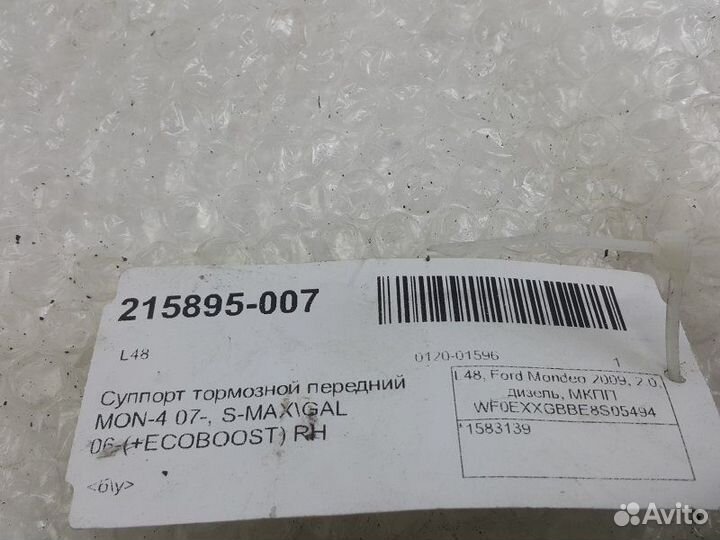 215895-007
L48
0120-01596
1
Суппорт тормозной передний
MON-4 07-, S-MAX\GAL
06-(+ECOBOOST) RH
<б\у>
L48, Ford Mondeo 2009, 2.0,
дизель, МКПП
WF0EXXGBBE8S05494
*1583139
Avito